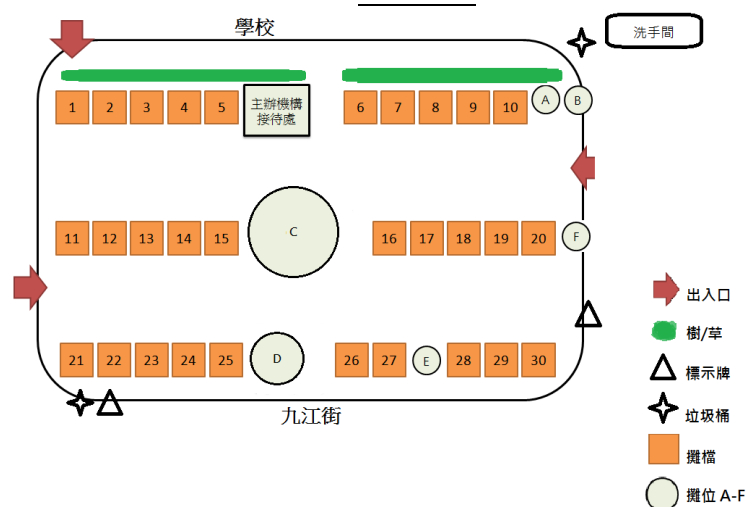 學校
洗手間
1 2 3 4 5
主辦機構
接待處
6 7 8 9 10 A B
11 12 13 14 15 C 16 17 18 19 20 F
21 22 23 24 25 D 26 27 E 28 29 30
九江街
出入口
樹/草
標示牌
垃圾桶
攤檔
攤位 A-F